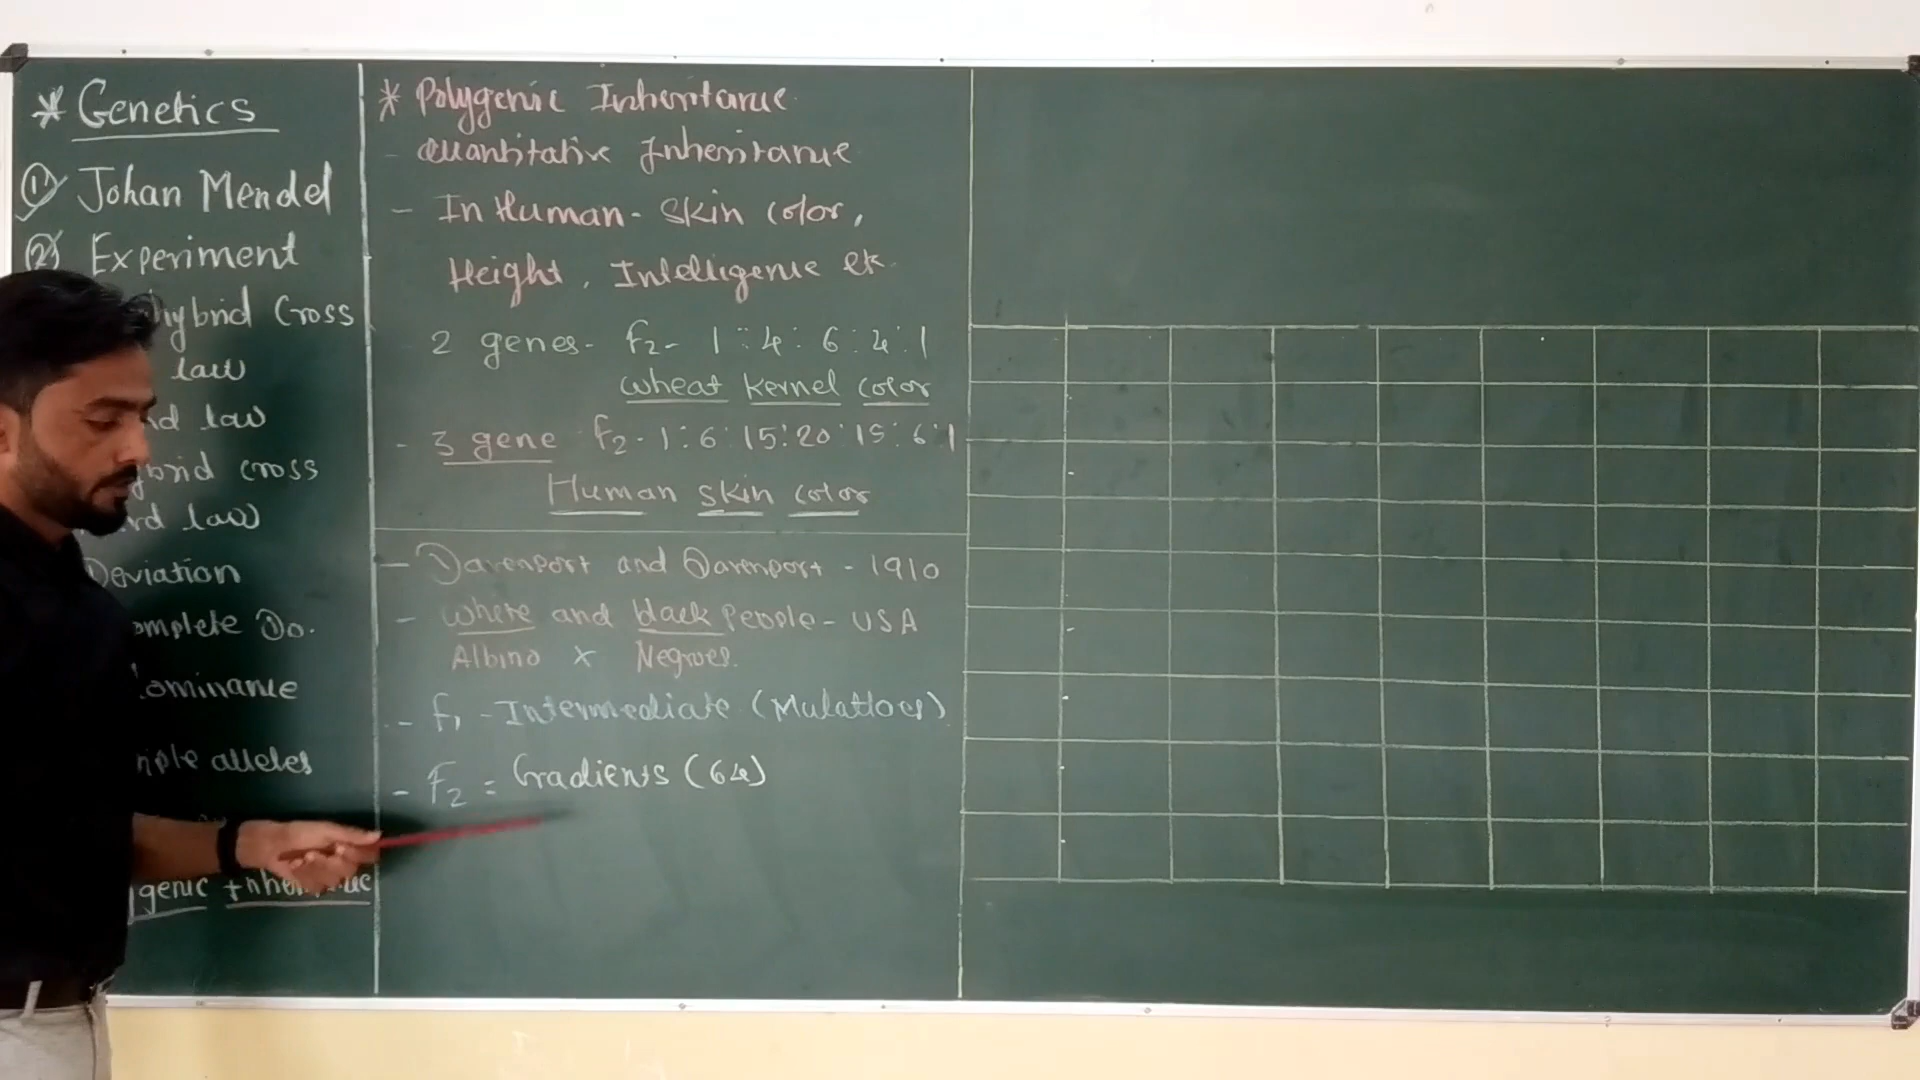 * Genetics
1 Johan Mendel
2 Experiment
hybrid Cross
law
nd law
brid cross
rd law
Deviation
omplete Do.
ominance
iple alleles
genic Inheritance
* Polygenic Inheritance
- Quantitative Inheritance
- In Human - Skin color,
Height, Intelligence etc
2 genes - F2 - 1 : 4 : 6 : 4 : 1
wheat kernel color
- 3 gene F2 - 1 : 6 : 15 : 20 : 15 : 6 : 1
Human skin color
- Davenport and Davenport - 1910
- white and black people - USA
Albino x Negroes.
- F1 - Intermediate (Mulattoes)
- F2 = Gradients (64)